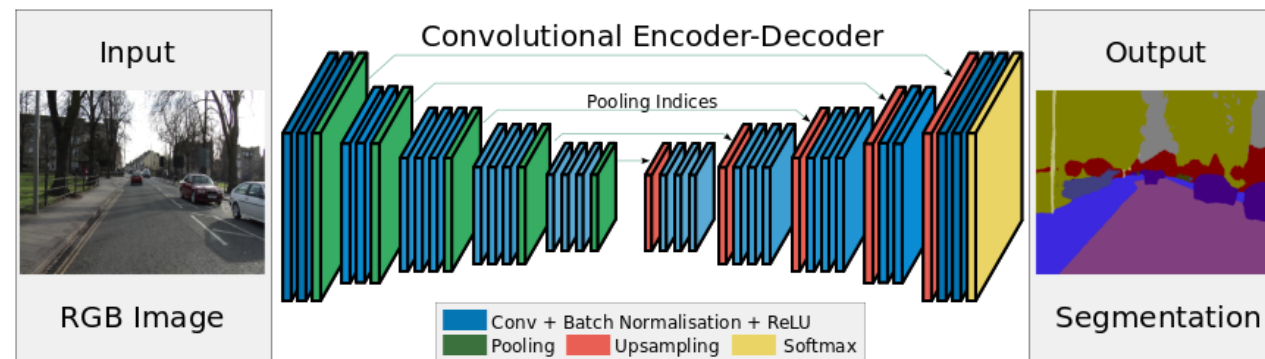 Input
RGB Image
Convolutional Encoder-Decoder
Pooling Indices
Conv + Batch Normalisation + ReLU
Pooling Upsampling Softmax
Output
Segmentation